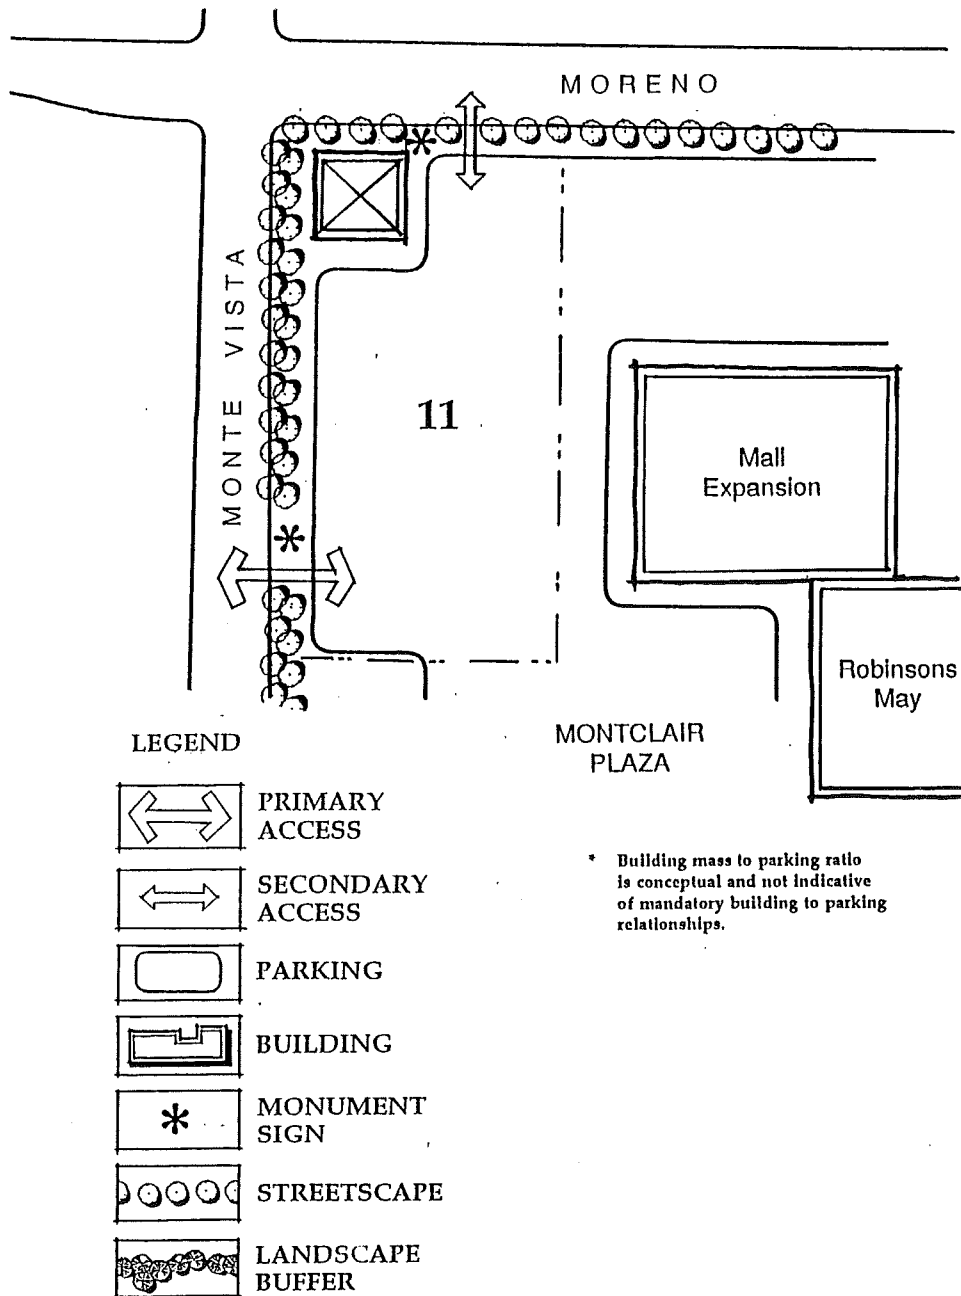 MORENO
MONTE VISTA
11
Mall
Expansion
Robinsons
May
MONTCLAIR
PLAZA
LEGEND
PRIMARY
ACCESS
SECONDARY
ACCESS
PARKING
BUILDING
MONUMENT
SIGN
STREETSCAPE
LANDSCAPE
BUFFER
* Building mass to parking ratio
is conceptual and not indicative
of mandatory building to parking
relationships.